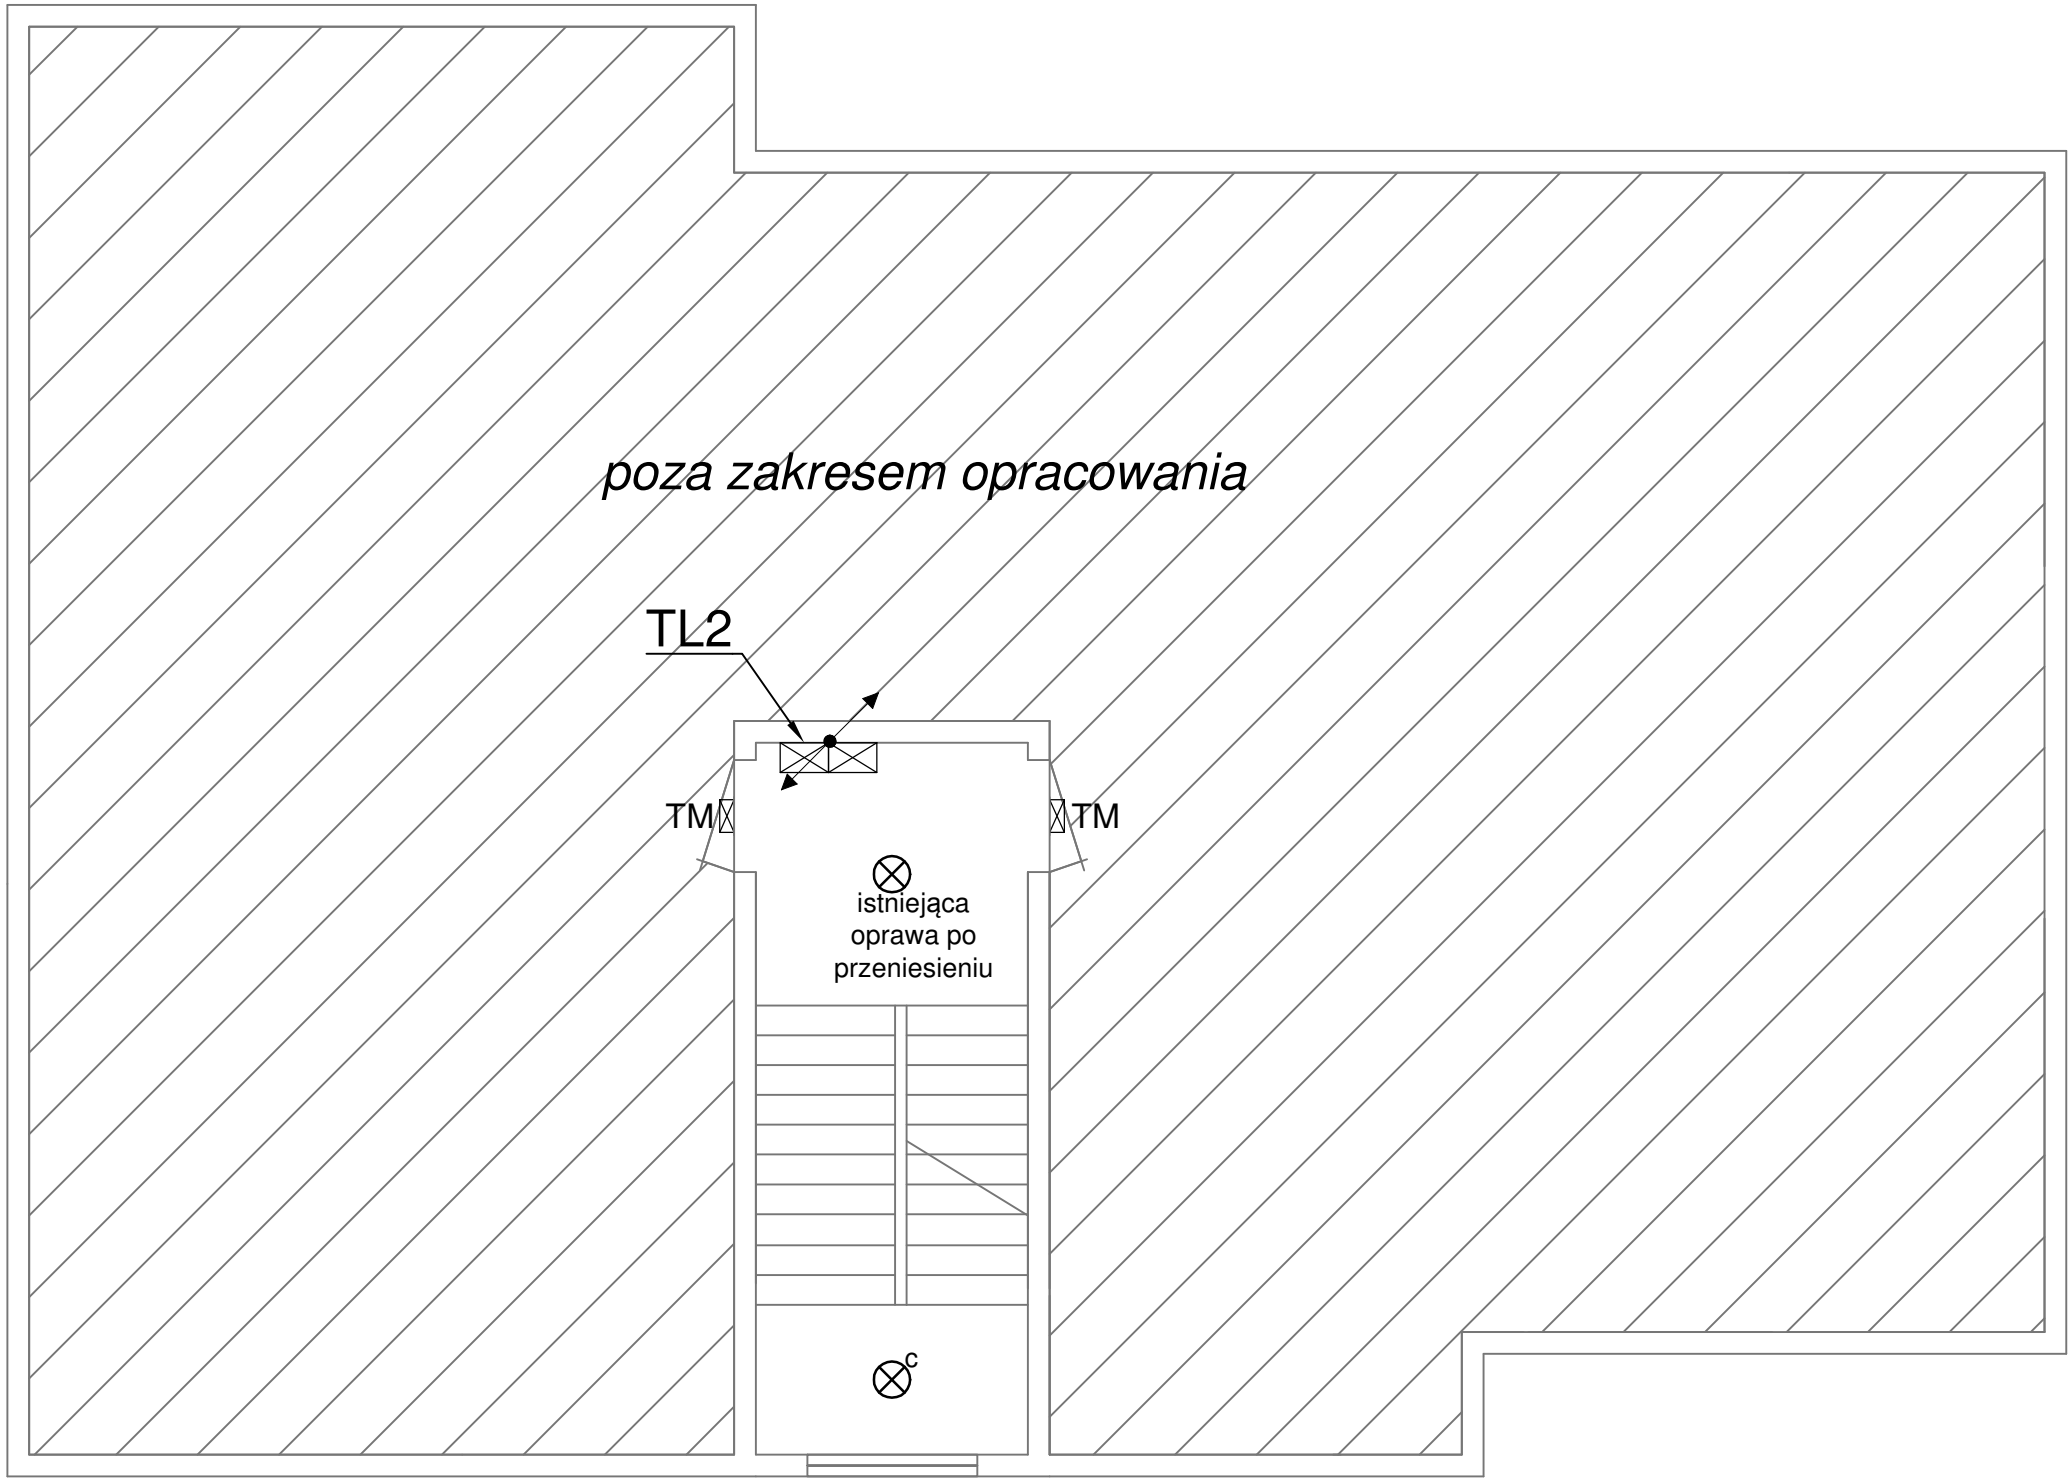 poza zakresem opracowania
TL2
TM
TM
istniejąca
oprawa po
przeniesieniu
c